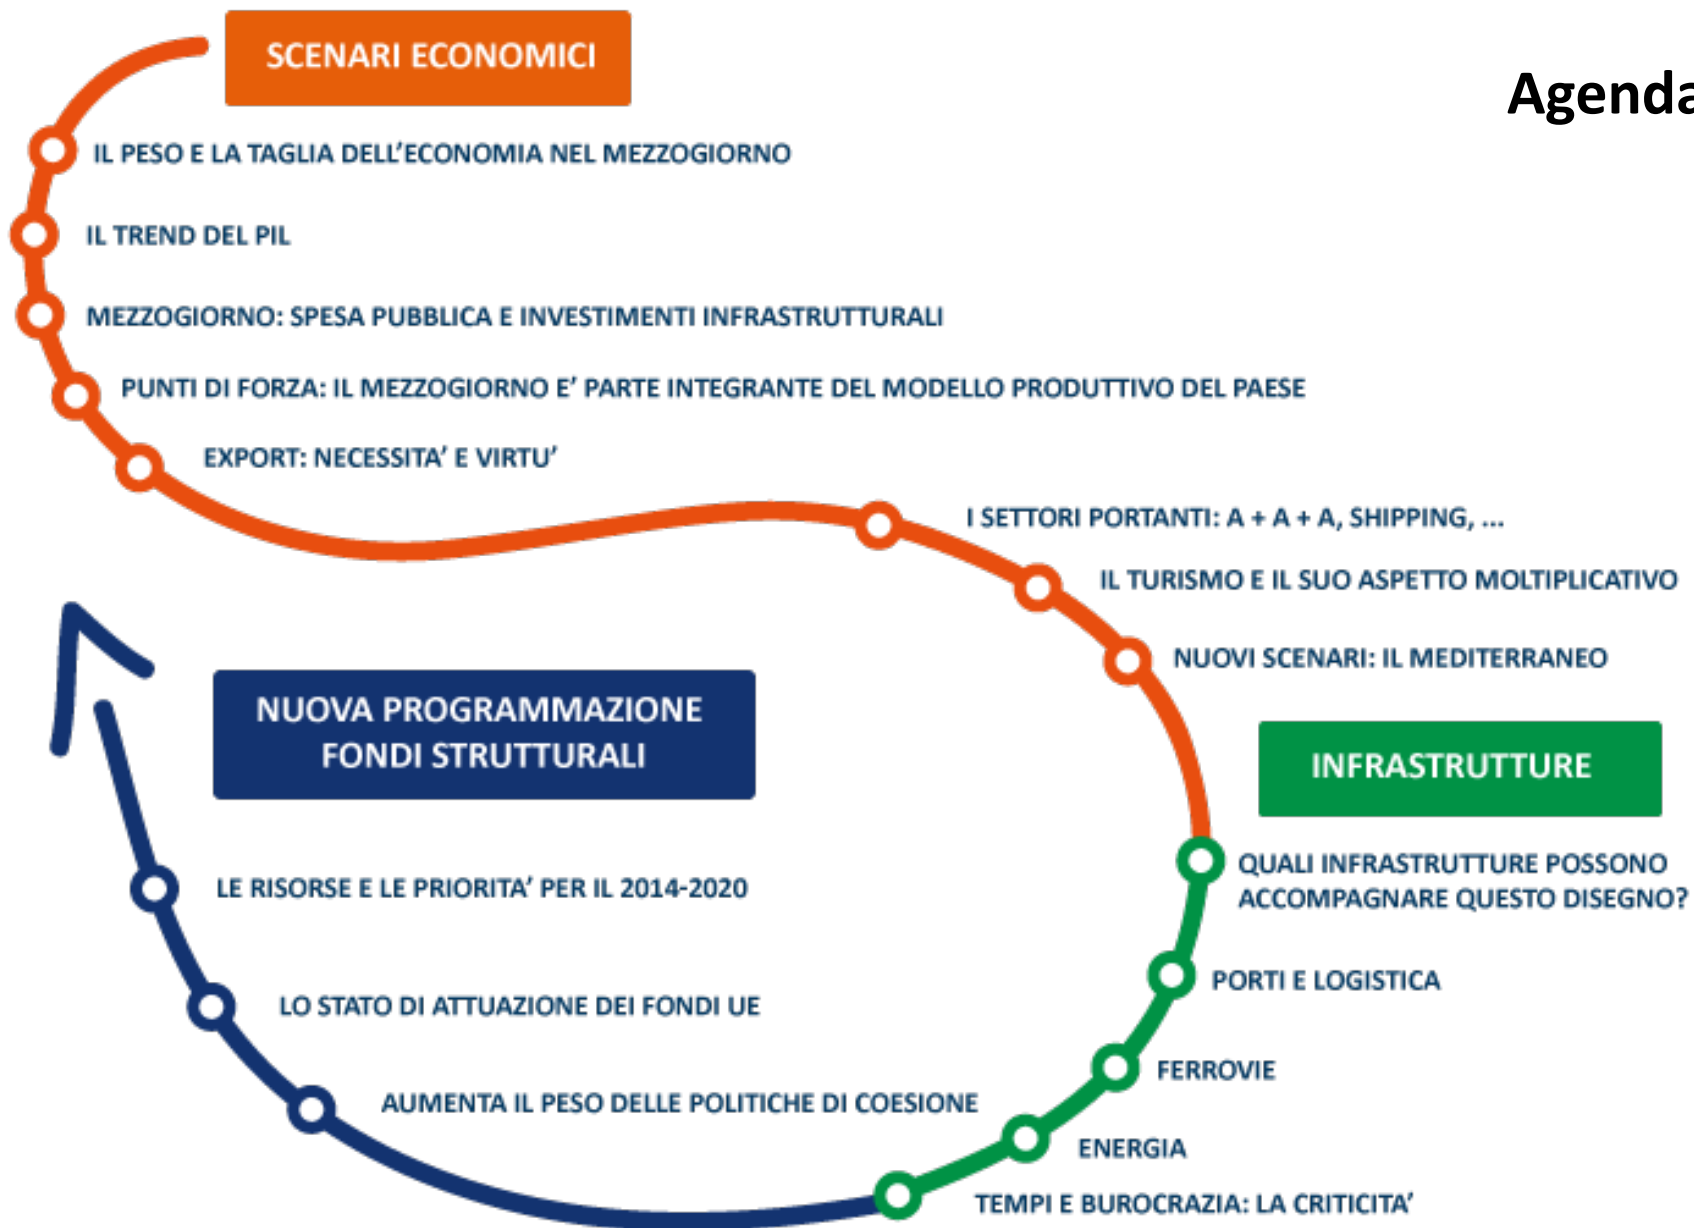 SCENARI ECONOMICI
Agenda
IL PESO E LA TAGLIA DELL'ECONOMIA NEL MEZZOGIORNO
IL TREND DEL PIL
MEZZOGIORNO: SPESA PUBBLICA E INVESTIMENTI INFRASTRUTTURALI
PUNTI DI FORZA: IL MEZZOGIORNO E' PARTE INTEGRANTE DEL MODELLO PRODUTTIVO DEL PAESE
EXPORT: NECESSITA' E VIRTU'
I SETTORI PORTANTI: A + A + A, SHIPPING, ...
IL TURISMO E IL SUO ASPETTO MOLTIPLICATIVO
NUOVI SCENARI: IL MEDITERRANEO
INFRASTRUTTURE
QUALI INFRASTRUTTURE POSSONO
ACCOMPAGNARE QUESTO DISEGNO?
PORTI E LOGISTICA
FERROVIE
ENERGIA
TEMPI E BUROCRAZIA: LA CRITICITA'
NUOVA PROGRAMMAZIONE
FONDI STRUTTURALI
LE RISORSE E LE PRIORITA' PER IL 2014-2020
LO STATO DI ATTUAZIONE DEI FONDI UE
AUMENTA IL PESO DELLE POLITICHE DI COESIONE